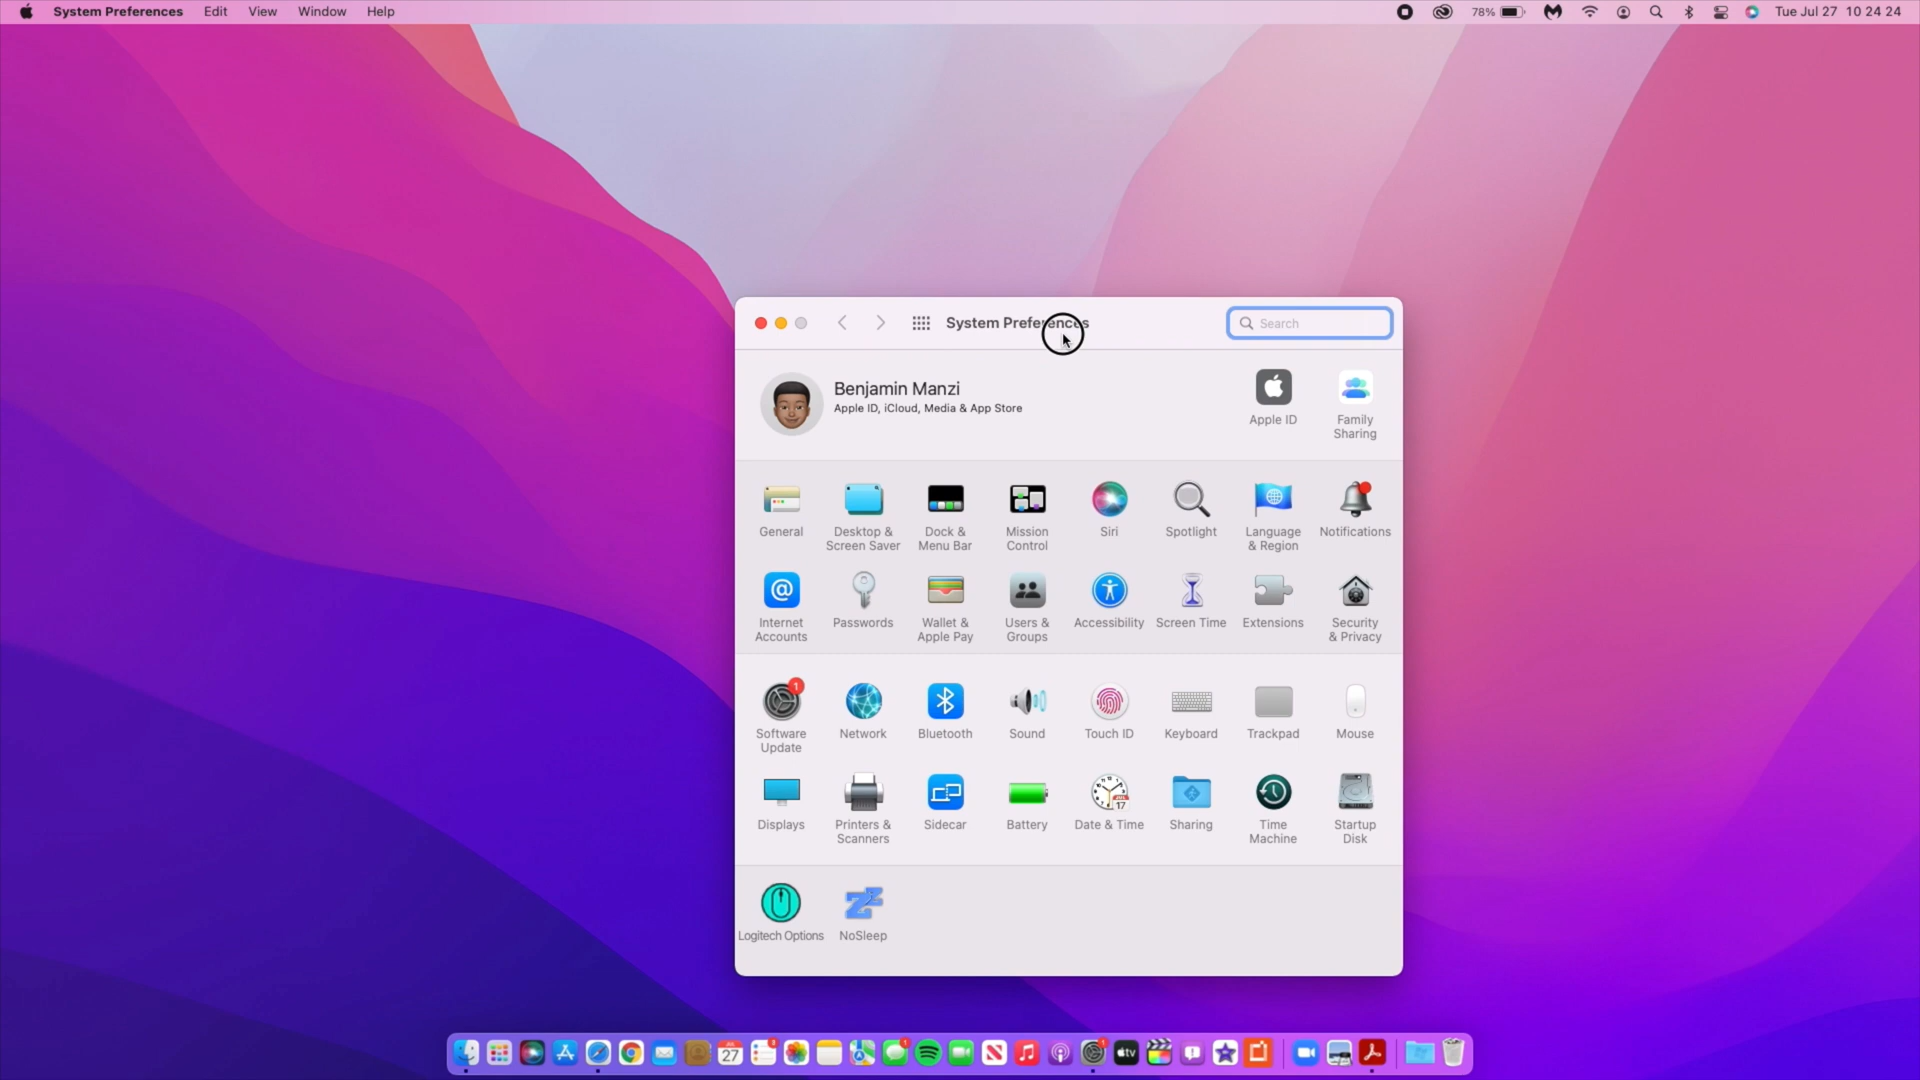 System Preferences Edit View Window Help
78% Tue Jul 27 10 24 24
System Preferences
Search
Benjamin Manzi
Apple ID, iCloud, Media & App Store
Apple ID
Family
Sharing
General
Desktop &
Screen Saver
Dock &
Menu Bar
Mission
Control
Siri
Spotlight
Language
& Region
Notifications
Internet
Accounts
Passwords
Wallet &
Apple Pay
Users &
Groups
Accessibility
Screen Time
Extensions
Security
& Privacy
1
Software
Update
Network
Bluetooth
Sound
Touch ID
Keyboard
Trackpad
Mouse
Displays
Printers &
Scanners
Sidecar
Battery
Date & Time
Sharing
Time
Machine
Startup
Disk
Logitech Options
NoSleep
27
tv